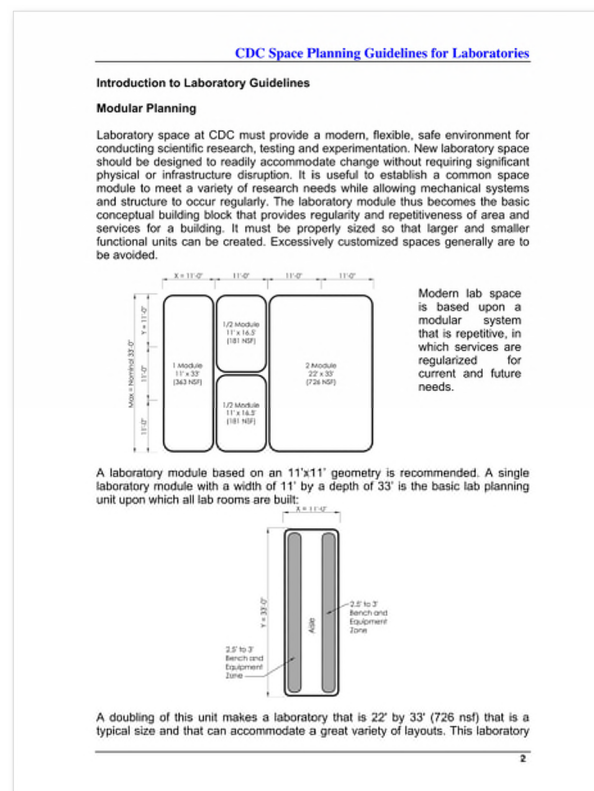 CDC Space Planning Guidelines for Laboratories
Introduction to Laboratory Guidelines
Modular Planning
Laboratory space at CDC must provide a modern, flexible, safe environment for
conducting scientific research, testing and experimentation. New laboratory space
should be designed to readily accommodate change without requiring significant
physical or infrastructure disruption. It is useful to establish a common space
module to meet a variety of research needs while allowing mechanical systems
and structure to occur regularly. The laboratory module thus becomes the basic
conceptual building block that provides regularity and repetitiveness of area and
services for a building. It must be properly sized so that larger and smaller
functional units can be created. Excessively customized spaces generally are to
be avoided.
X = 11'-0" 11'-0" 11'-0" 11'-0"
Max = Nominal 33'-0"
Y = 11'-0"
11'-0"
11'-0"
1 Module
11' x 33'
(363 NSF)
1/2 Module
11' x 16.5'
(181 NSF)
1/2 Module
11' x 16.5'
(181 NSF)
2 Module
22' x 33'
(726 NSF)
Modern lab space
is based upon a
modular system
that is repetitive, in
which services are
regularized for
current and future
needs.
A laboratory module based on an 11'x11' geometry is recommended. A single
laboratory module with a width of 11' by a depth of 33' is the basic lab planning
unit upon which all lab rooms are built:
X = 11'-0"
Y = 33'-0"
Aisle
2.5' to 3'
Bench and
Equipment
Zone
2.5' to 3'
Bench and
Equipment
Zone
A doubling of this unit makes a laboratory that is 22' by 33' (726 nsf) that is a
typical size and that can accommodate a great variety of layouts. This laboratory
2